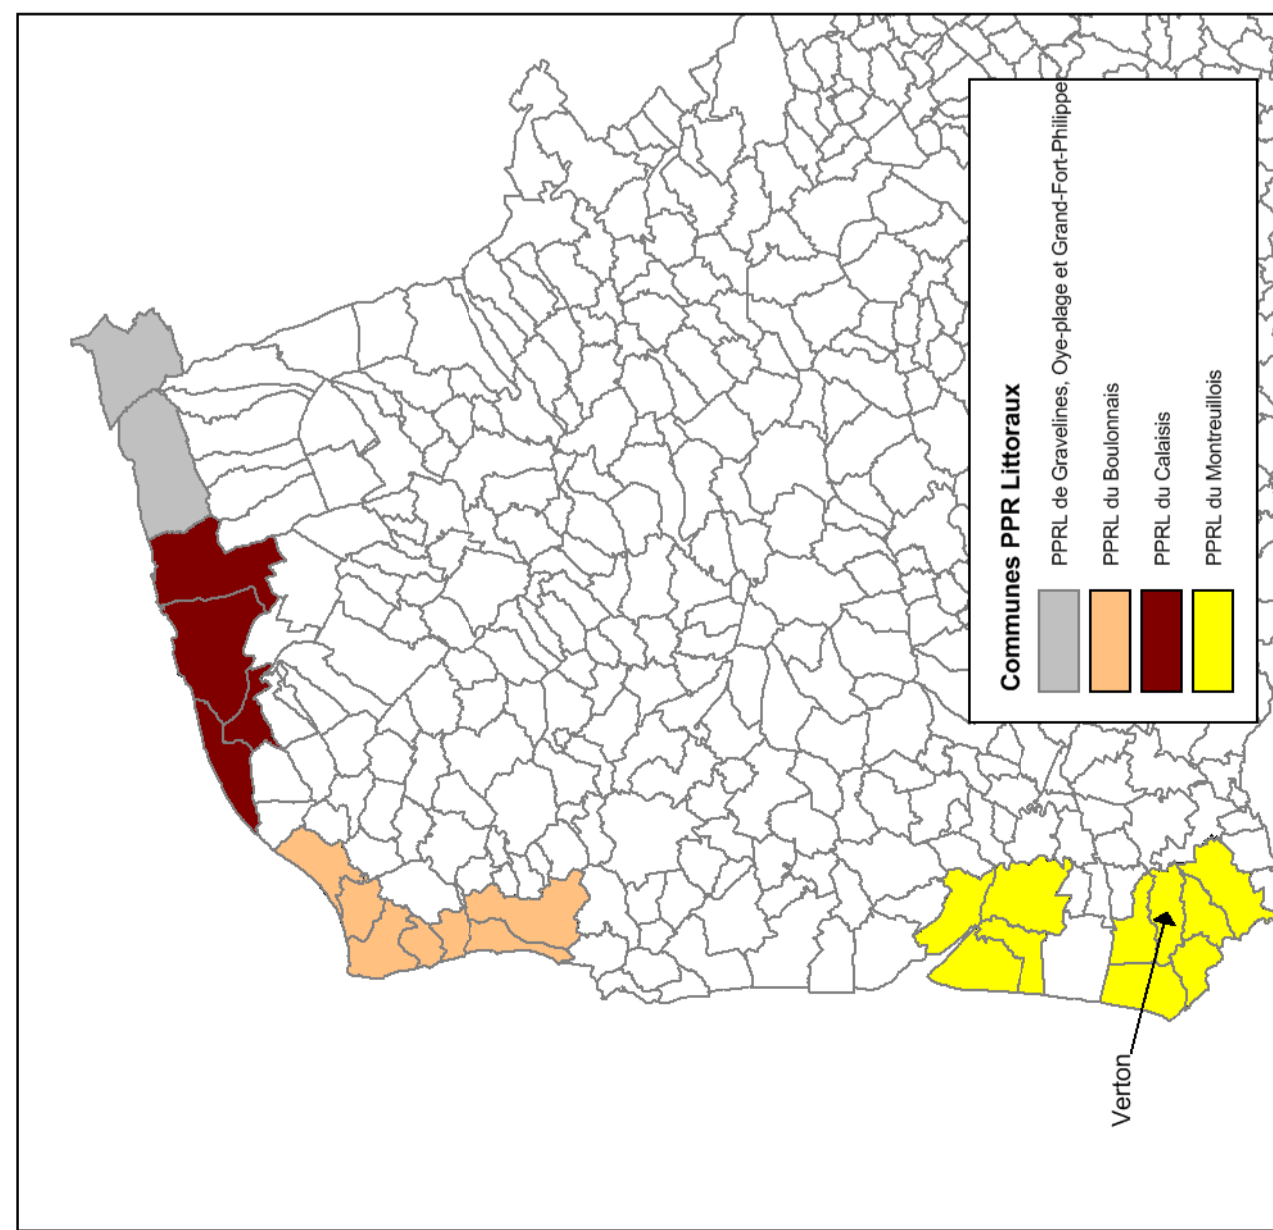 Communes PPR Littoraux
PPRL de Gravelines, Oye-plage et Grand-Fort-Philippe
PPRL du Boulonnais
PPRL du Calaisis
PPRL du Montreuillois
Verton